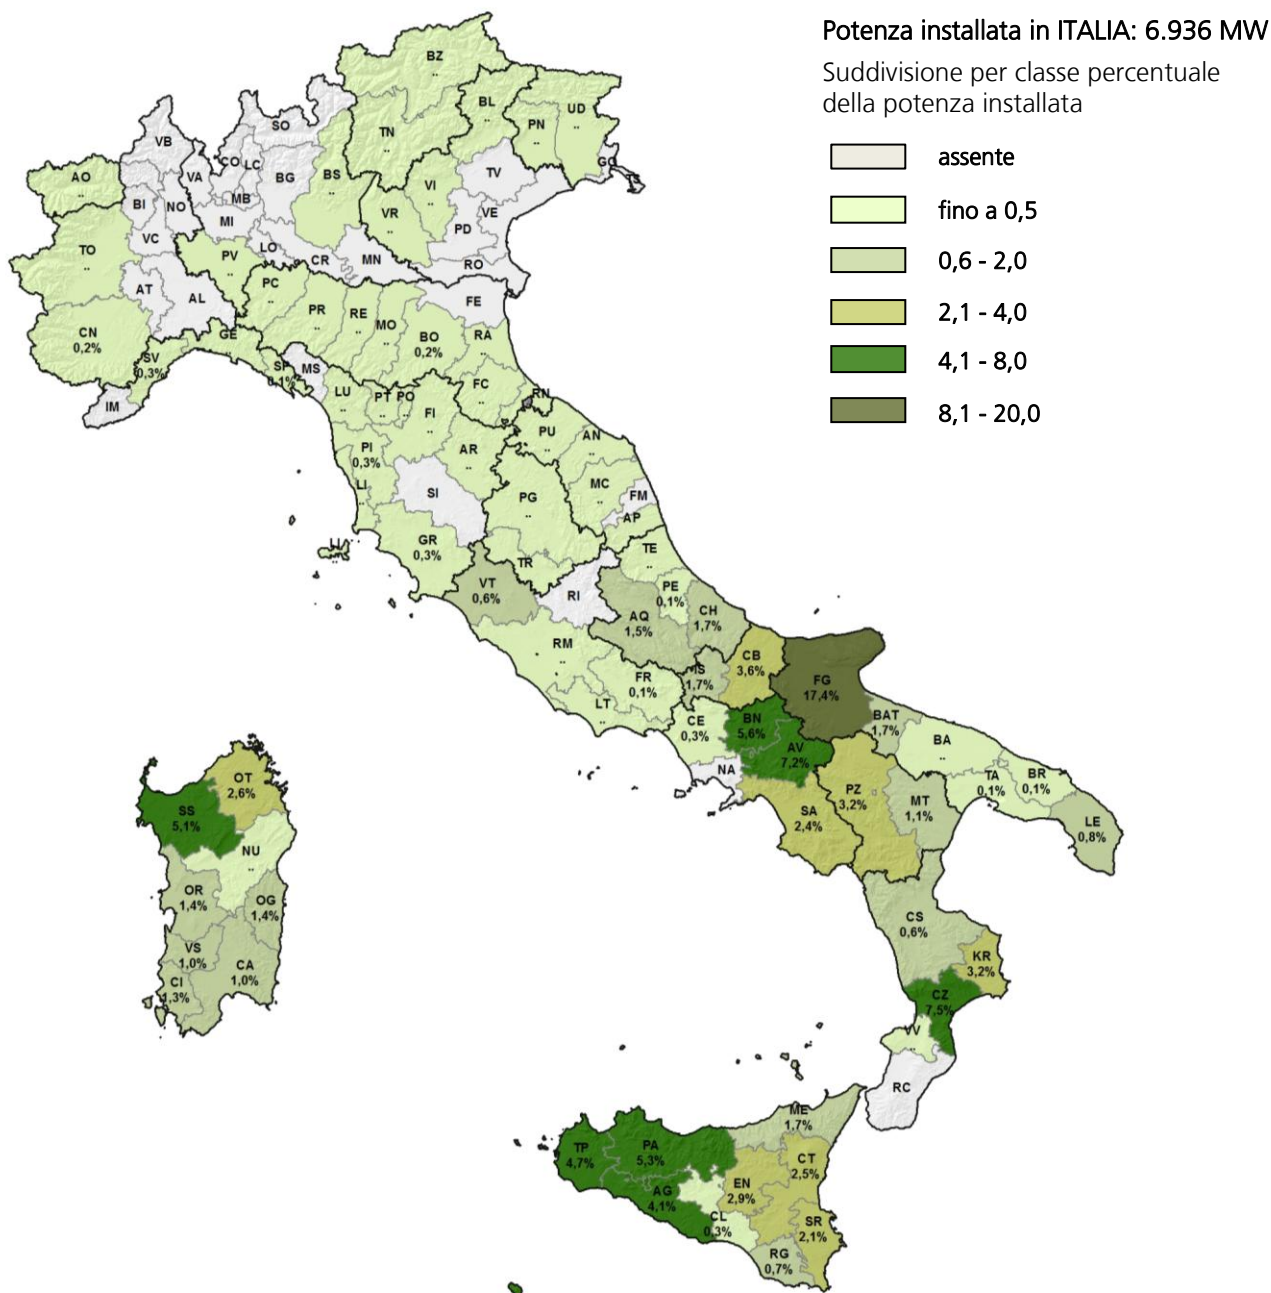 Potenza installata in ITALIA: 6.936 MW
Suddivisione per classe percentuale
della potenza installata
assente
fino a 0,5
0,6 - 2,0
2,1 - 4,0
4,1 - 8,0
8,1 - 20,0
BZ
..
BL
..
UD
..
PN
..
TN
..
SO
VB
CO
LC
VA
BG
BS
..
TV
GO
TS
AO
..
VI
..
BI
NO
MB
MI
VR
..
VE
PD
VC
LO
CR
MN
RO
TO
..
PV
..
AT
AL
PC
..
FE
PR
..
RE
..
MO
..
CN
0,2%
GE
..
BO
0,2%
RA
..
SV
0,3%
SP
0,1%
MS
IM
LU
..
PT
..
PO
..
FC
..
RN
..
FI
..
PU
..
AN
..
PI
0,3%
AR
..
LI
..
SI
PG
..
MC
..
FM
AP
..
GR
0,3%
LI
..
TE
..
TR
..
VT
0,6%
RI
PE
0,1%
AQ
1,5%
CH
1,7%
RM
..
CB
3,6%
IS
1,7%
FR
0,1%
FG
17,4%
LT
..
CE
0,3%
BN
5,6%
BAT
1,7%
BA
..
AV
7,2%
NA
TA
0,1%
BR
0,1%
PZ
3,2%
MT
1,1%
SA
2,4%
LE
0,8%
OT
2,6%
SS
5,1%
NU
..
OR
1,4%
OG
1,4%
VS
1,0%
CA
1,0%
CI
1,3%
CS
0,6%
KR
3,2%
CZ
7,5%
VV
..
RC
ME
1,7%
TP
4,7%
PA
5,3%
CT
2,5%
AG
4,1%
EN
2,9%
CL
0,3%
SR
2,1%
RG
0,7%